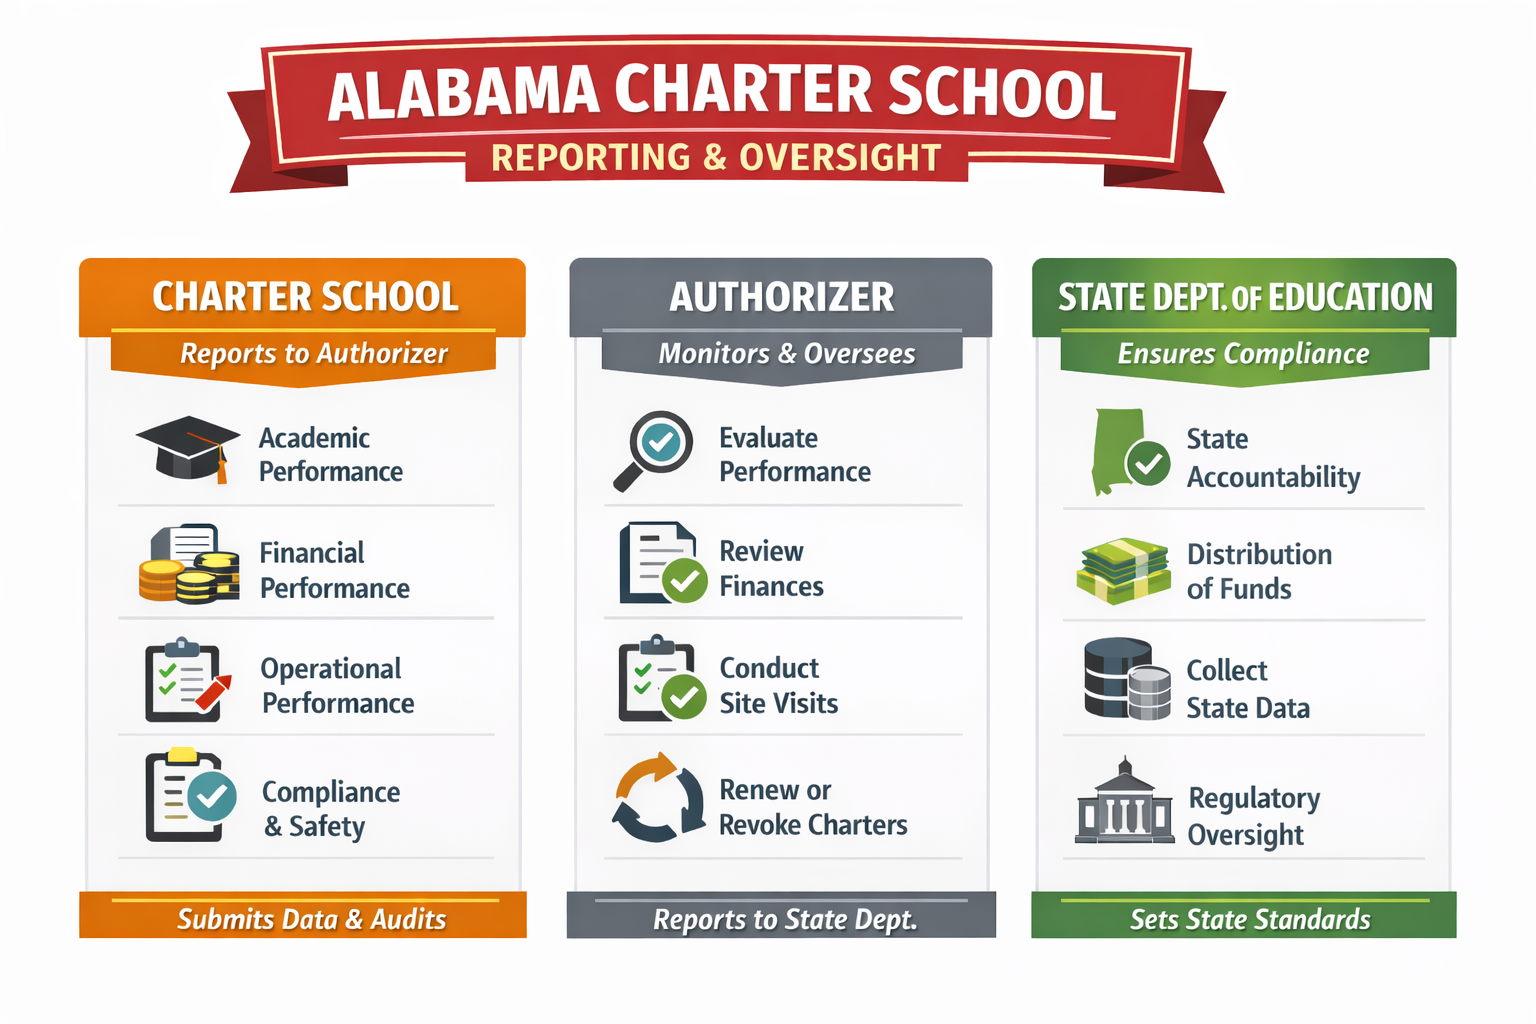 ALABAMA CHARTER SCHOOL
REPORTING & OVERSIGHT
CHARTER SCHOOL
Reports to Authorizer
Academic
Performance
Financial
Performance
Operational
Performance
Compliance
& Safety
Submits Data & Audits
AUTHORIZER
Monitors & Oversees
Evaluate
Performance
Review
Finances
Conduct
Site Visits
Renew or
Revoke Charters
Reports to State Dept.
STATE DEPT. OF EDUCATION
Ensures Compliance
State
Accountability
Distribution
of Funds
Collect
State Data
Regulatory
Oversight
Sets State Standards